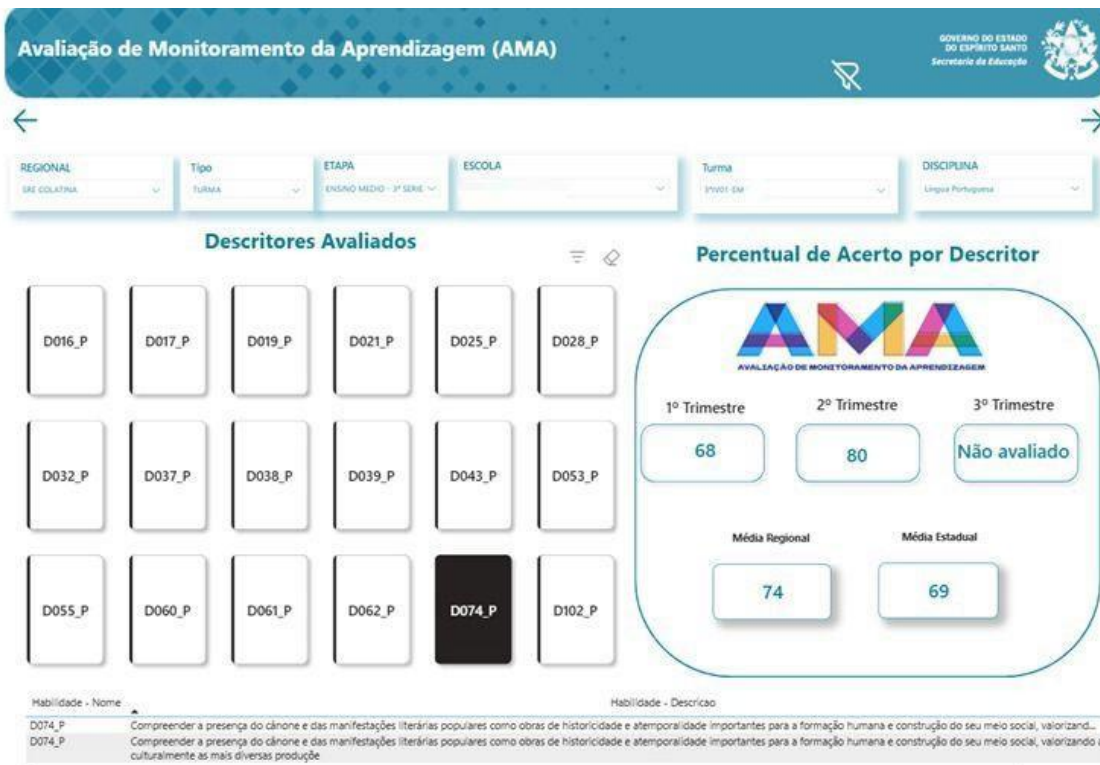 Avaliação de Monitoramento da Aprendizagem (AMA)
GOVERNO DO ESTADO
DO ESPÍRITO SANTO
Secretaria da Educação
REGIONAL
Tipo
ETAPA
ESCOLA
Turma
DISCIPLINA
SRE COLATINA
TURMA
ENSINO MEDIO - 3ª SERIE
Língua Portuguesa
Descritores Avaliados
Percentual de Acerto por Descritor
D016_P
D017_P
D019_P
D021_P
D025_P
D028_P
AMA
AVALIAÇÃO DE MONITORAMENTO DA APRENDIZAGEM
1º Trimestre
2º Trimestre
3º Trimestre
68
80
Não avaliado
D032_P
D037_P
D038_P
D039_P
D043_P
D053_P
Média Regional
Média Estadual
74
69
D055_P
D060_P
D061_P
D062_P
D074_P
D102_P
Habilidade - Nome
Habilidade - Descricao
D074_P Compreender a presença do cânone e das manifestações literárias populares como obras de historicidade e atemporalidade importantes para a formação humana e construção do seu meio social, valorizand...
D074_P Compreender a presença do cânone e das manifestações literárias populares como obras de historicidade e atemporalidade importantes para a formação humana e construção do seu meio social, valorizando
culturalmente as mais diversas produçõe